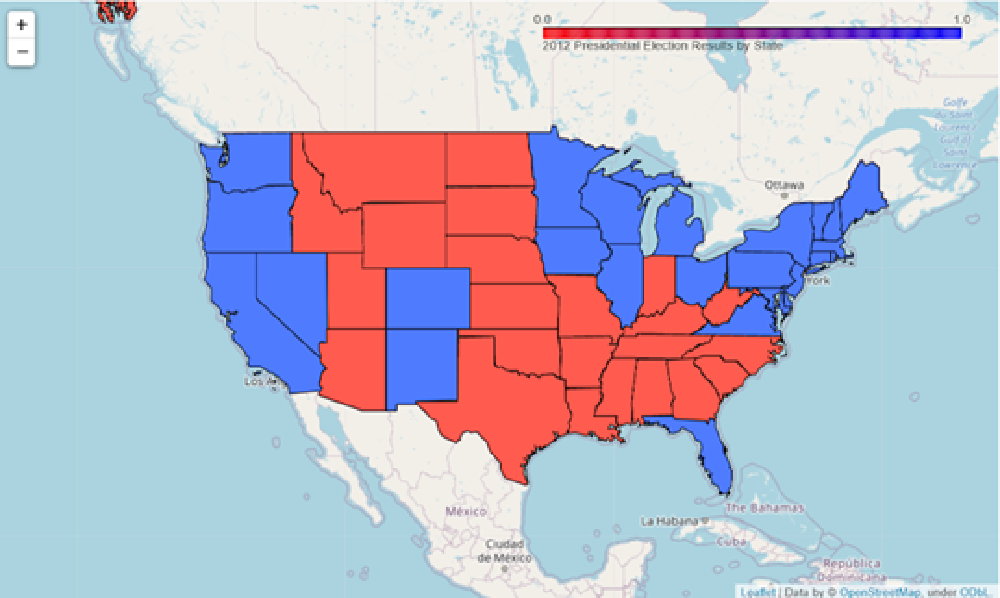 +
−
0.0 1.0
2012 Presidential Election Results by State
Golfe
du Saint
Laurent /
Gulf of
Saint
Lawrence
Ottawa
York
Los
The Bahamas
La Habana
México
Cuba
Ciudad
de México
República
Dominicana
Leaflet | Data by © OpenStreetMap, under ODbL.